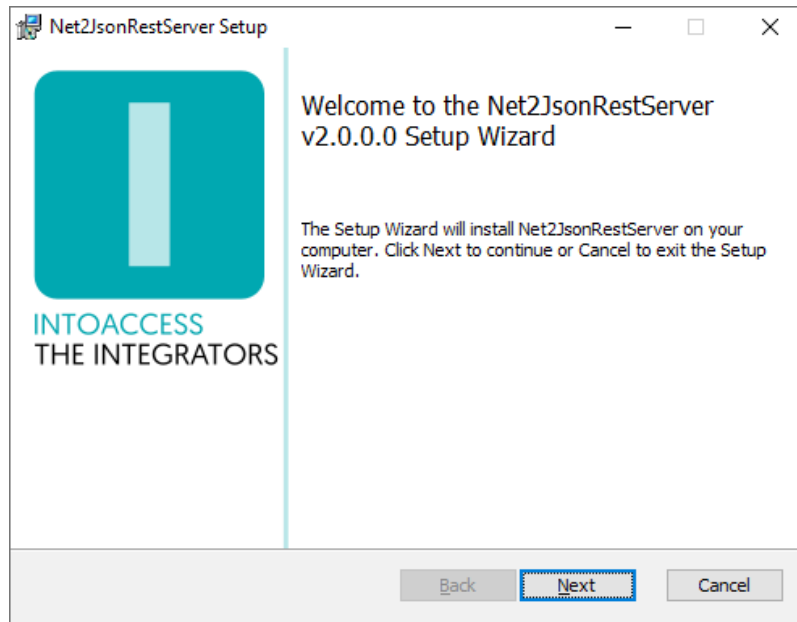 Net2JsonRestServer Setup
Welcome to the Net2JsonRestServer
v2.0.0.0 Setup Wizard
The Setup Wizard will install Net2JsonRestServer on your
computer. Click Next to continue or Cancel to exit the Setup
Wizard.
INTOACCESS
THE INTEGRATORS
Back
Next
Cancel